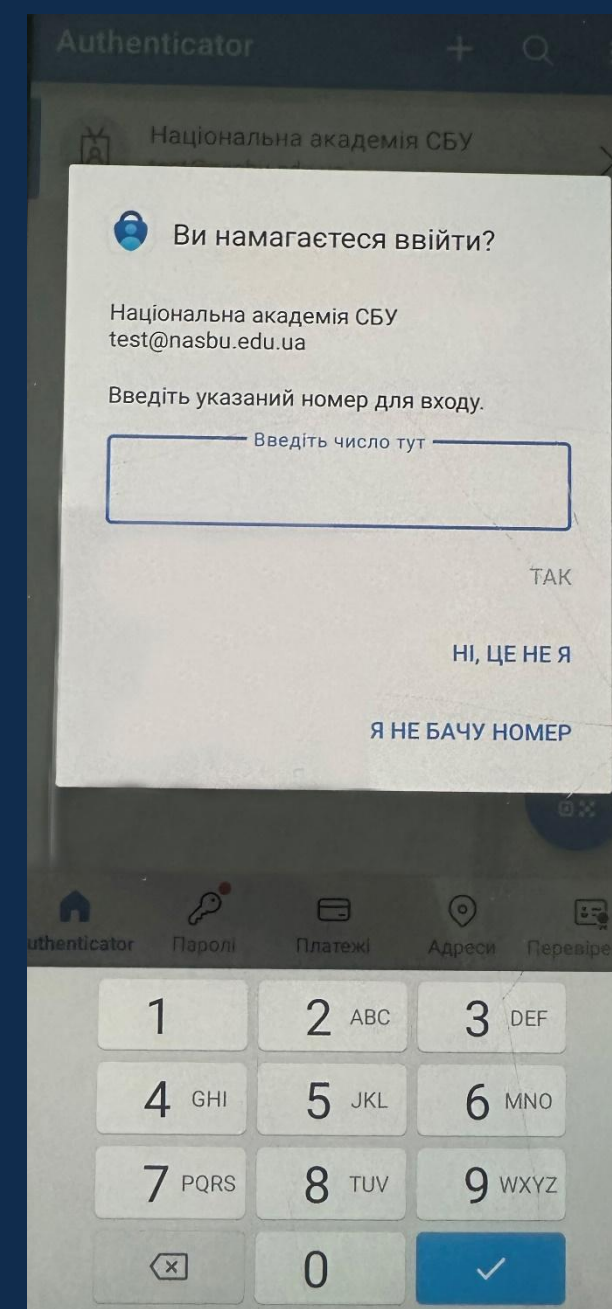 Authenticator
Національна академія СБУ
Ви намагаєтеся ввійти?
Національна академія СБУ
test@nasbu.edu.ua
Введіть указаний номер для входу.
Введіть число тут
ТАК
НІ, ЦЕ НЕ Я
Я НЕ БАЧУ НОМЕР
uthenticator Паролі Платежі Адреси Перевіре
1 2 ABC 3 DEF
4 GHI 5 JKL 6 MNO
7 PQRS 8 TUV 9 WXYZ
0